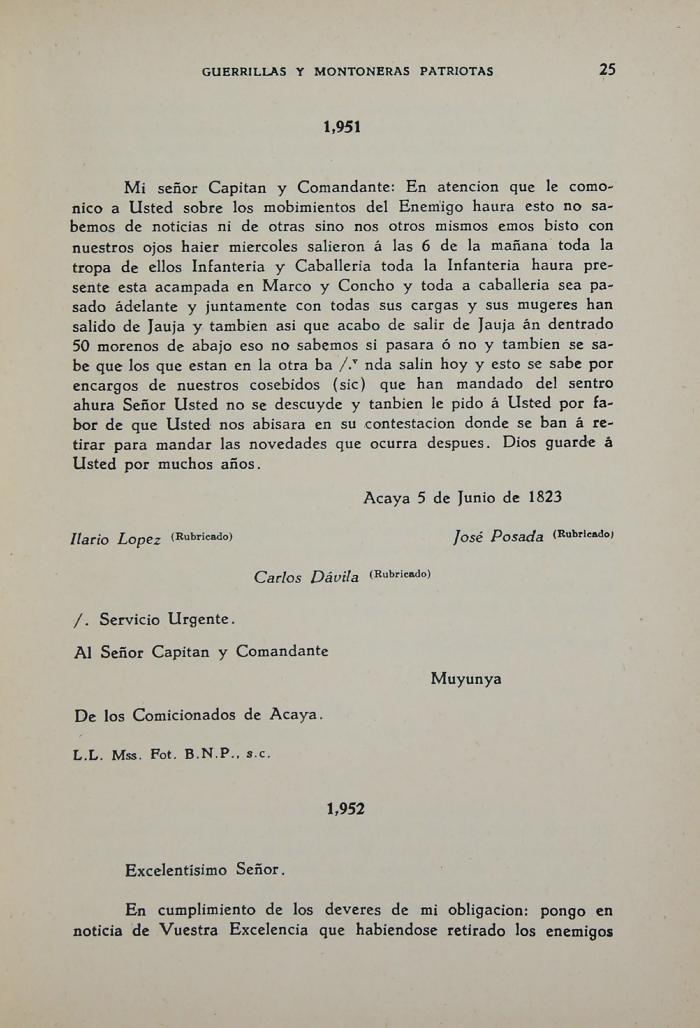 GUERRILLAS Y MONTONERAS PATRIOTAS 25
1,951
Mi señor Capitan y Comandante: En atencion que le como-
nico a Usted sobre los mobimientos del Enemigo haura esto no sa-
bemos de noticias ni de otras sino nos otros mismos emos bisto con
nuestros ojos haier miercoles salieron á las 6 de la mañana toda la
tropa de ellos Infanteria y Caballeria toda la Infanteria haura pre-
sente esta acampada en Marco y Concho y toda a caballeria sea pa-
sado ádelante y juntamente con todas sus cargas y sus mugeres han
salido de Jauja y tambien asi que acabo de salir de Jauja án dentrado
50 morenos de abajo eso no sabemos si pasara ó no y tambien se sa-
be que los que estan en la otra ba /.ᵛ nda salin hoy y esto se sabe por
encargos de nuestros cosebidos (sic) que han mandado del sentro
ahura Señor Usted no se descuyde y tanbien le pido á Usted por fa-
bor de que Usted nos abisara en su contestacion donde se ban á re-
tirar para mandar las novedades que ocurra despues. Dios guarde á
Usted por muchos años.
Acaya 5 de Junio de 1823
Ilario Lopez (Rubricado) José Posada (Rubricado)
Carlos Dávila (Rubricado)
/. Servicio Urgente.
Al Señor Capitan y Comandante
Muyunya
De los Comicionados de Acaya.
L.L. Mss. Fot. B.N.P., s.c.
1,952
Excelentísimo Señor.
En cumplimiento de los deveres de mi obligacion: pongo en
noticia de Vuestra Excelencia que habiendose retirado los enemigos